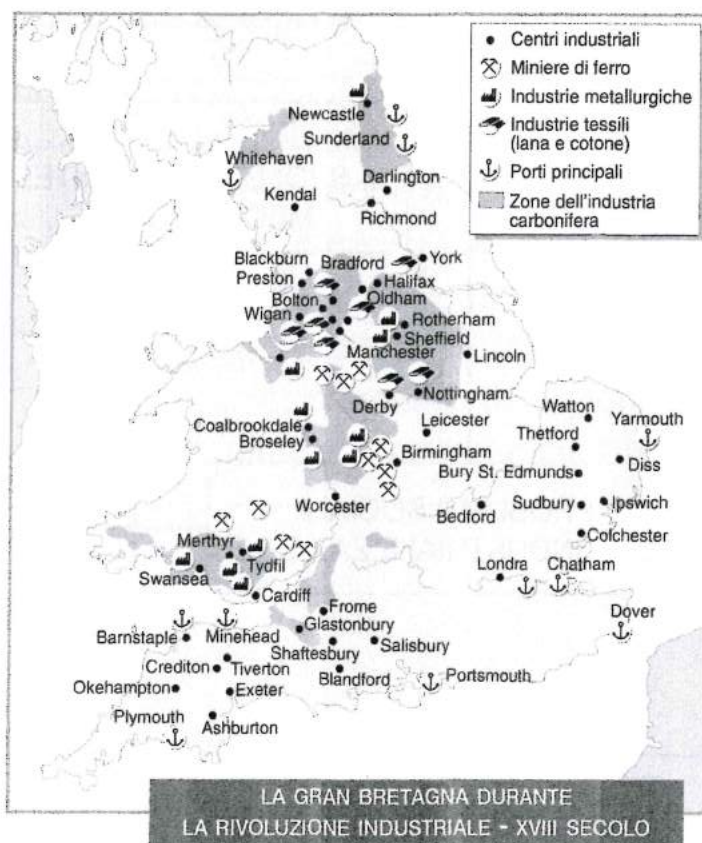 Centri industriali
Miniere di ferro
Industrie metallurgiche
Industrie tessili
(lana e cotone)
Porti principali
Zone dell'industria
carbonifera
Newcastle
Sunderland
Whitehaven
Darlington
Kendal
Richmond
Blackburn
Bradford
York
Preston
Halifax
Bolton
Oldham
Wigan
Rotherham
Sheffield
Manchester
Lincoln
Nottingham
Derby
Coalbrookdale
Leicester
Watton
Yarmouth
Broseley
Thetford
Birmingham
Diss
Bury St. Edmunds
Worcester
Bedford
Sudbury
Ipswich
Colchester
Merthyr
Tydfil
Swansea
Londra
Chatham
Cardiff
Frome
Dover
Glastonbury
Barnstaple
Minehead
Shaftesbury
Salisbury
Crediton
Tiverton
Blandford
Portsmouth
Okehampton
Exeter
Plymouth
Ashburton
LA GRAN BRETAGNA DURANTE
LA RIVOLUZIONE INDUSTRIALE - XVIII SECOLO